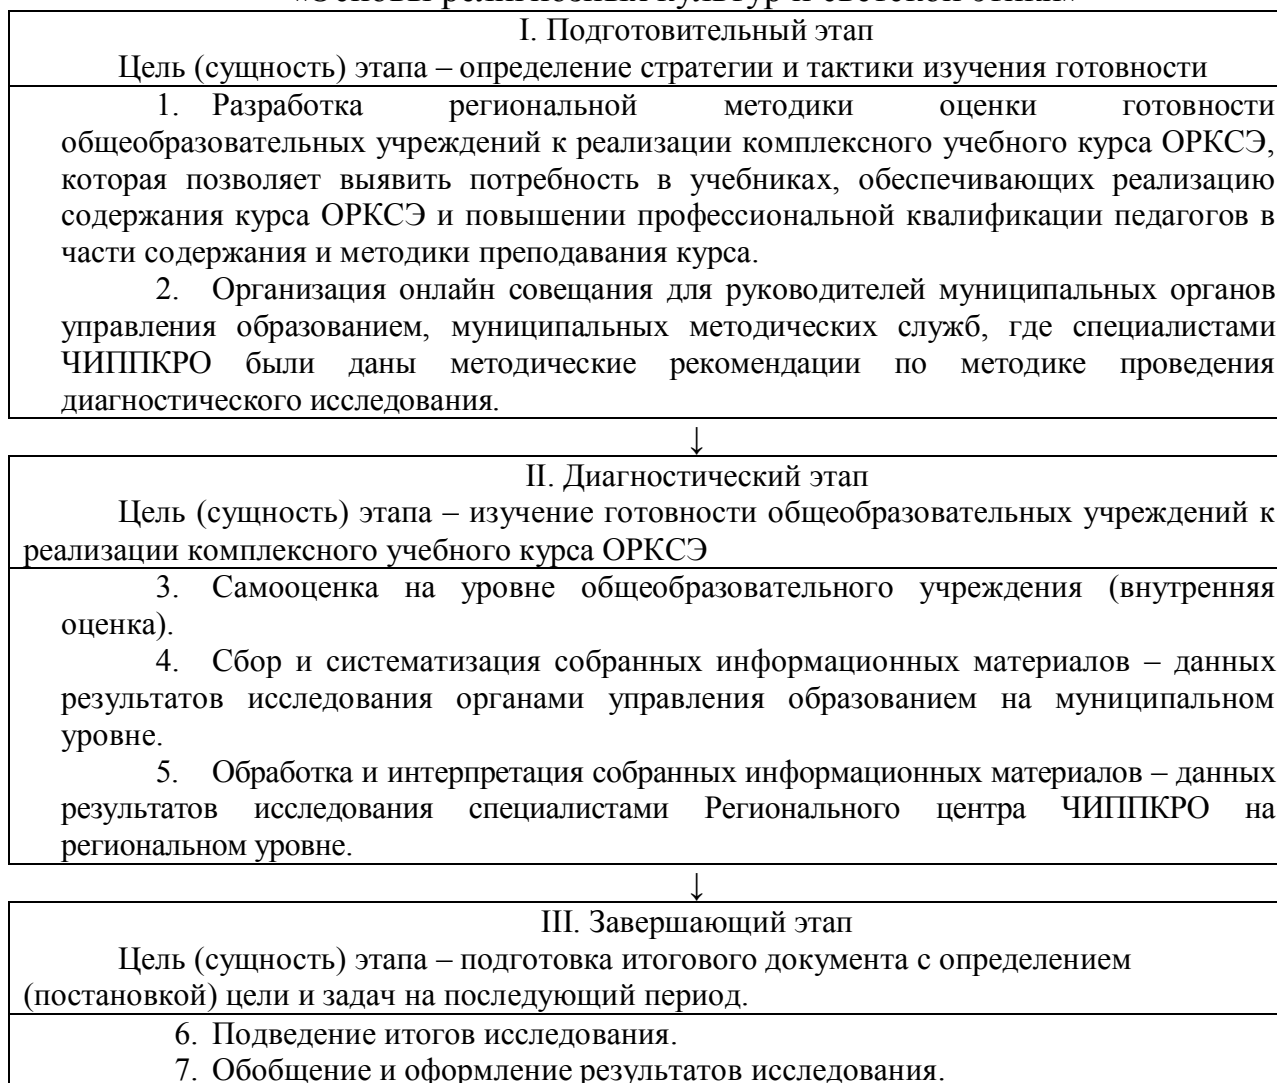 «Основы религиозных культур и светской этики»
I. Подготовительный этап
Цель (сущность) этапа – определение стратегии и тактики изучения готовности
1. Разработка региональной методики оценки готовности
общеобразовательных учреждений к реализации комплексного учебного курса ОРКСЭ,
которая позволяет выявить потребность в учебниках, обеспечивающих реализацию
содержания курса ОРКСЭ и повышении профессиональной квалификации педагогов в
части содержания и методики преподавания курса.
2. Организация онлайн совещания для руководителей муниципальных органов
управления образованием, муниципальных методических служб, где специалистами
ЧИППКРО были даны методические рекомендации по методике проведения
диагностического исследования.
↓
II. Диагностический этап
Цель (сущность) этапа – изучение готовности общеобразовательных учреждений к
реализации комплексного учебного курса ОРКСЭ
3. Самооценка на уровне общеобразовательного учреждения (внутренняя
оценка).
4. Сбор и систематизация собранных информационных материалов – данных
результатов исследования органами управления образованием на муниципальном
уровне.
5. Обработка и интерпретация собранных информационных материалов – данных
результатов исследования специалистами Регионального центра ЧИППКРО на
региональном уровне.
↓
III. Завершающий этап
Цель (сущность) этапа – подготовка итогового документа с определением
(постановкой) цели и задач на последующий период.
6. Подведение итогов исследования.
7. Обобщение и оформление результатов исследования.